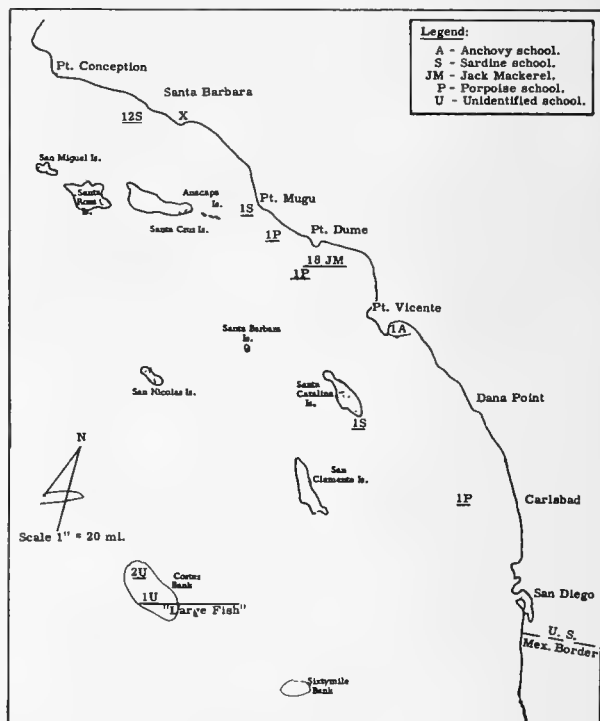 Legend:
A - Anchovy school.
S - Sardine school.
JM - Jack Mackerel.
P - Porpoise school.
U - Unidentified school.
Pt. Conception
Santa Barbara
12S
X
San Miguel Is.
Santa
Rosa
Is.
Anacapa
Is.
Santa Cruz Is.
Pt. Mugu
1S
1P
Pt. Dume
18 JM
1P
Pt. Vicente
1A
Santa Barbara
Is.
San Nicolas Is.
Santa
Catalina
Is.
1S
Dana Point
N
San
Clemente Is.
1P
Carlsbad
Scale 1" = 20 mi.
2U
Cortes
Bank
1U
"Large Fish"
San Diego
U. S.
Mex. Border
Sixtymile
Bank